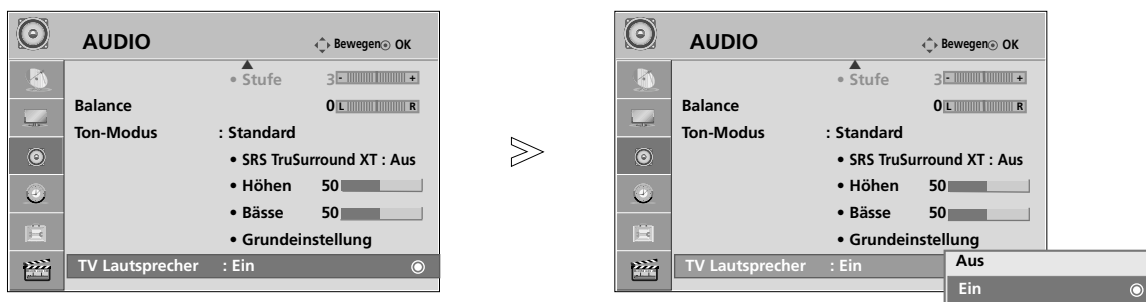 AUDIO
Bewegen OK
• Stufe 3 - +
Balance 0 L R
Ton-Modus : Standard
• SRS TruSurround XT : Aus
• Höhen 50
• Bässe 50
• Grundeinstellung
TV Lautsprecher : Ein
>
AUDIO
Bewegen OK
• Stufe 3 - +
Balance 0 L R
Ton-Modus : Standard
• SRS TruSurround XT : Aus
• Höhen 50
• Bässe 50
• Grundeinstellung
TV Lautsprecher : Ein
Aus
Ein